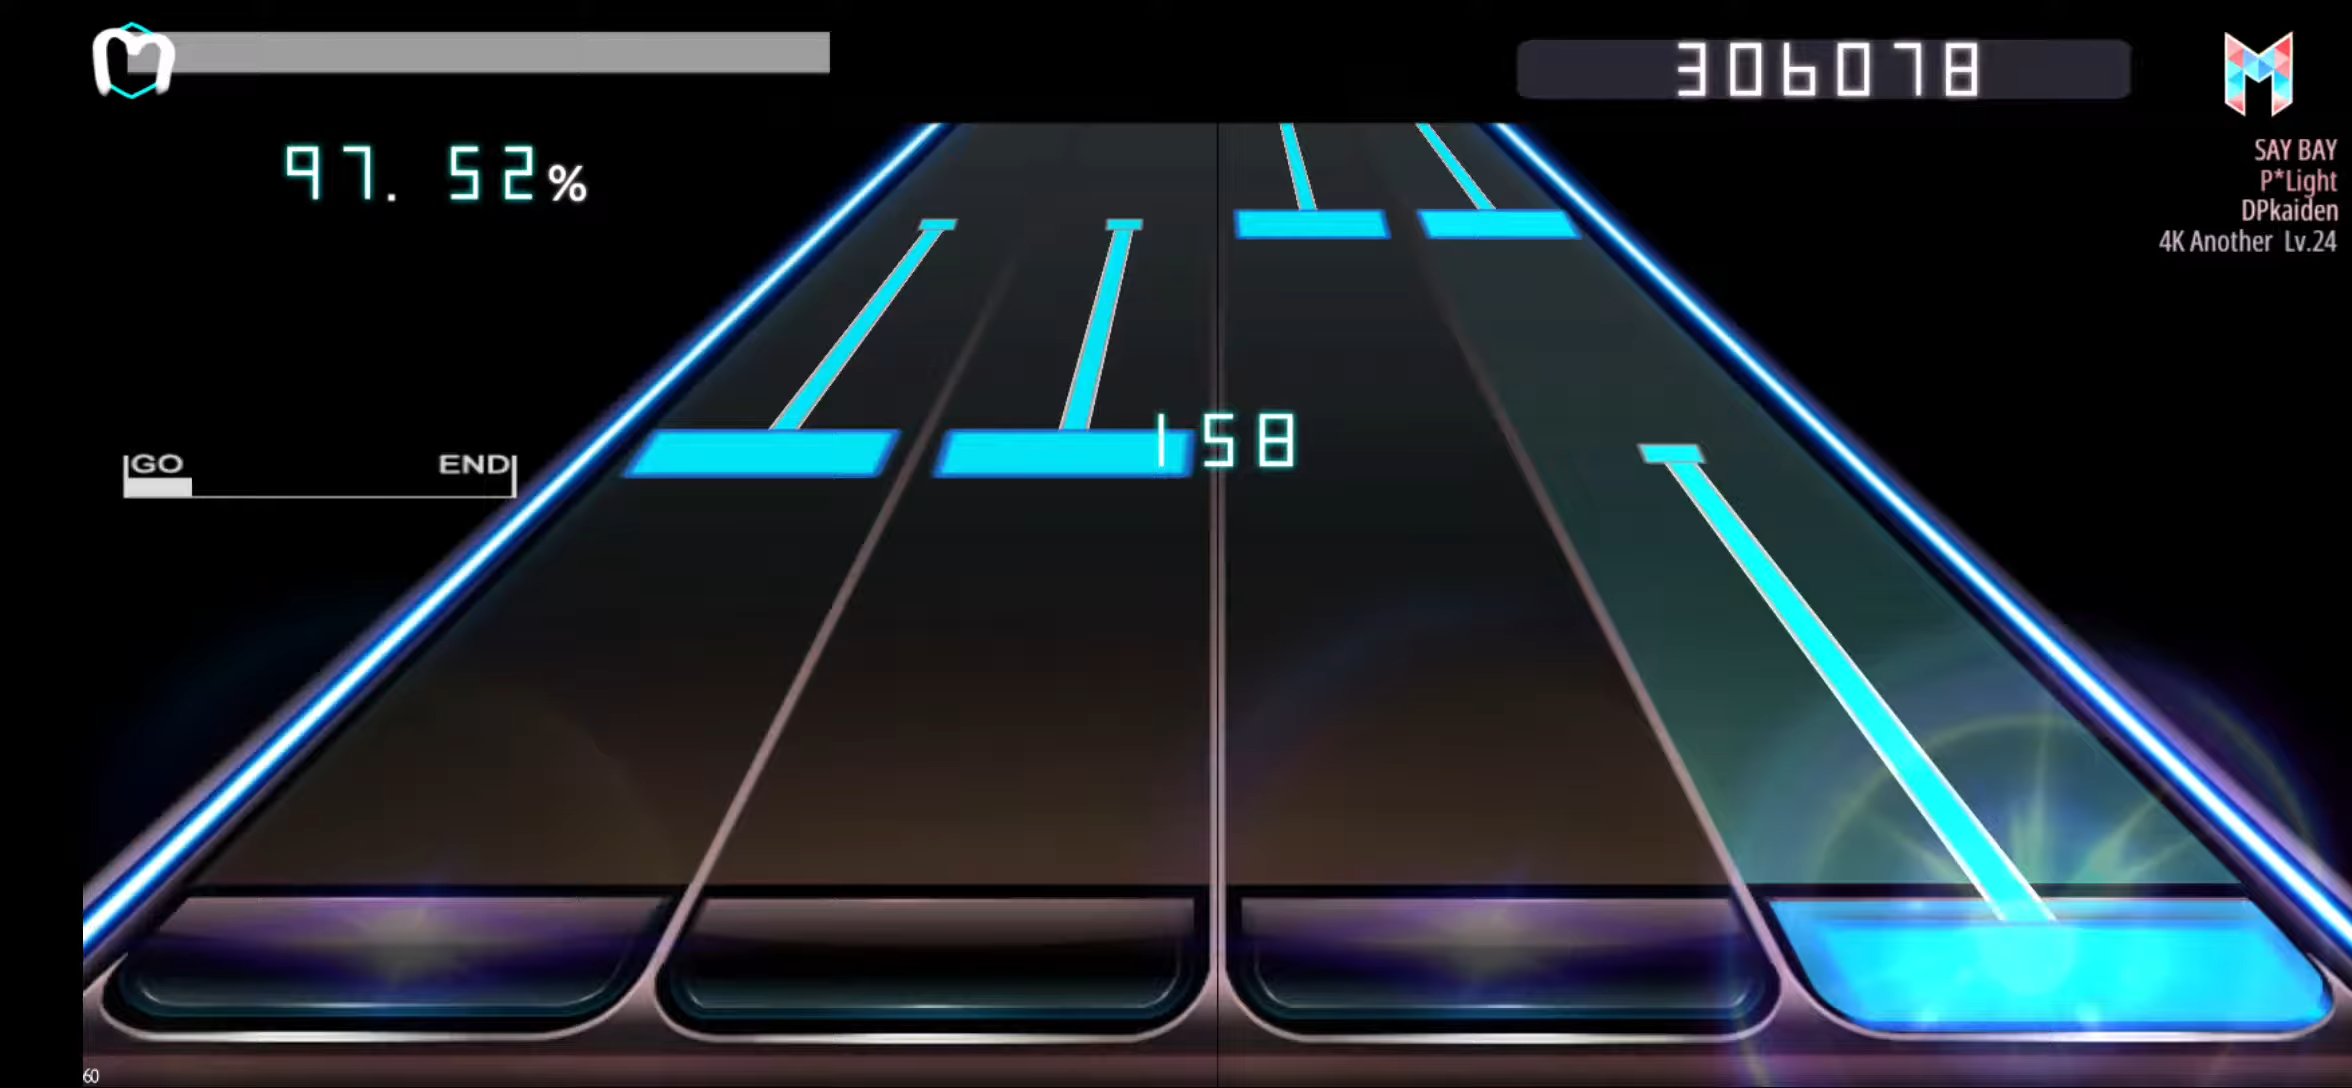 306078
97.52%
SAY BAY
P*Light
DPkaiden
4K Another Lv.24
158
GO END
60